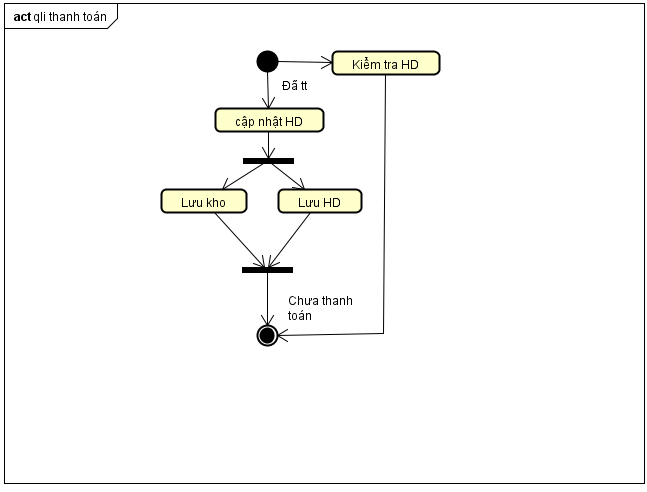 act qli thanh toán
Kiểm tra HD
Đã tt
cập nhật HD
Lưu kho
Lưu HD
Chưa thanh
toán